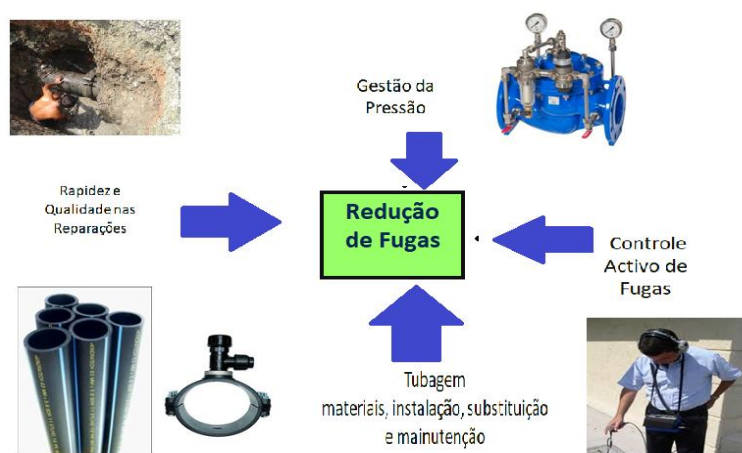 Gestão da
Pressão
Rapidez e
Qualidade nas
Reparações
Redução
de Fugas
Controle
Activo de
Fugas
Tubagem
materiais, instalação, substituição
e mainutenção